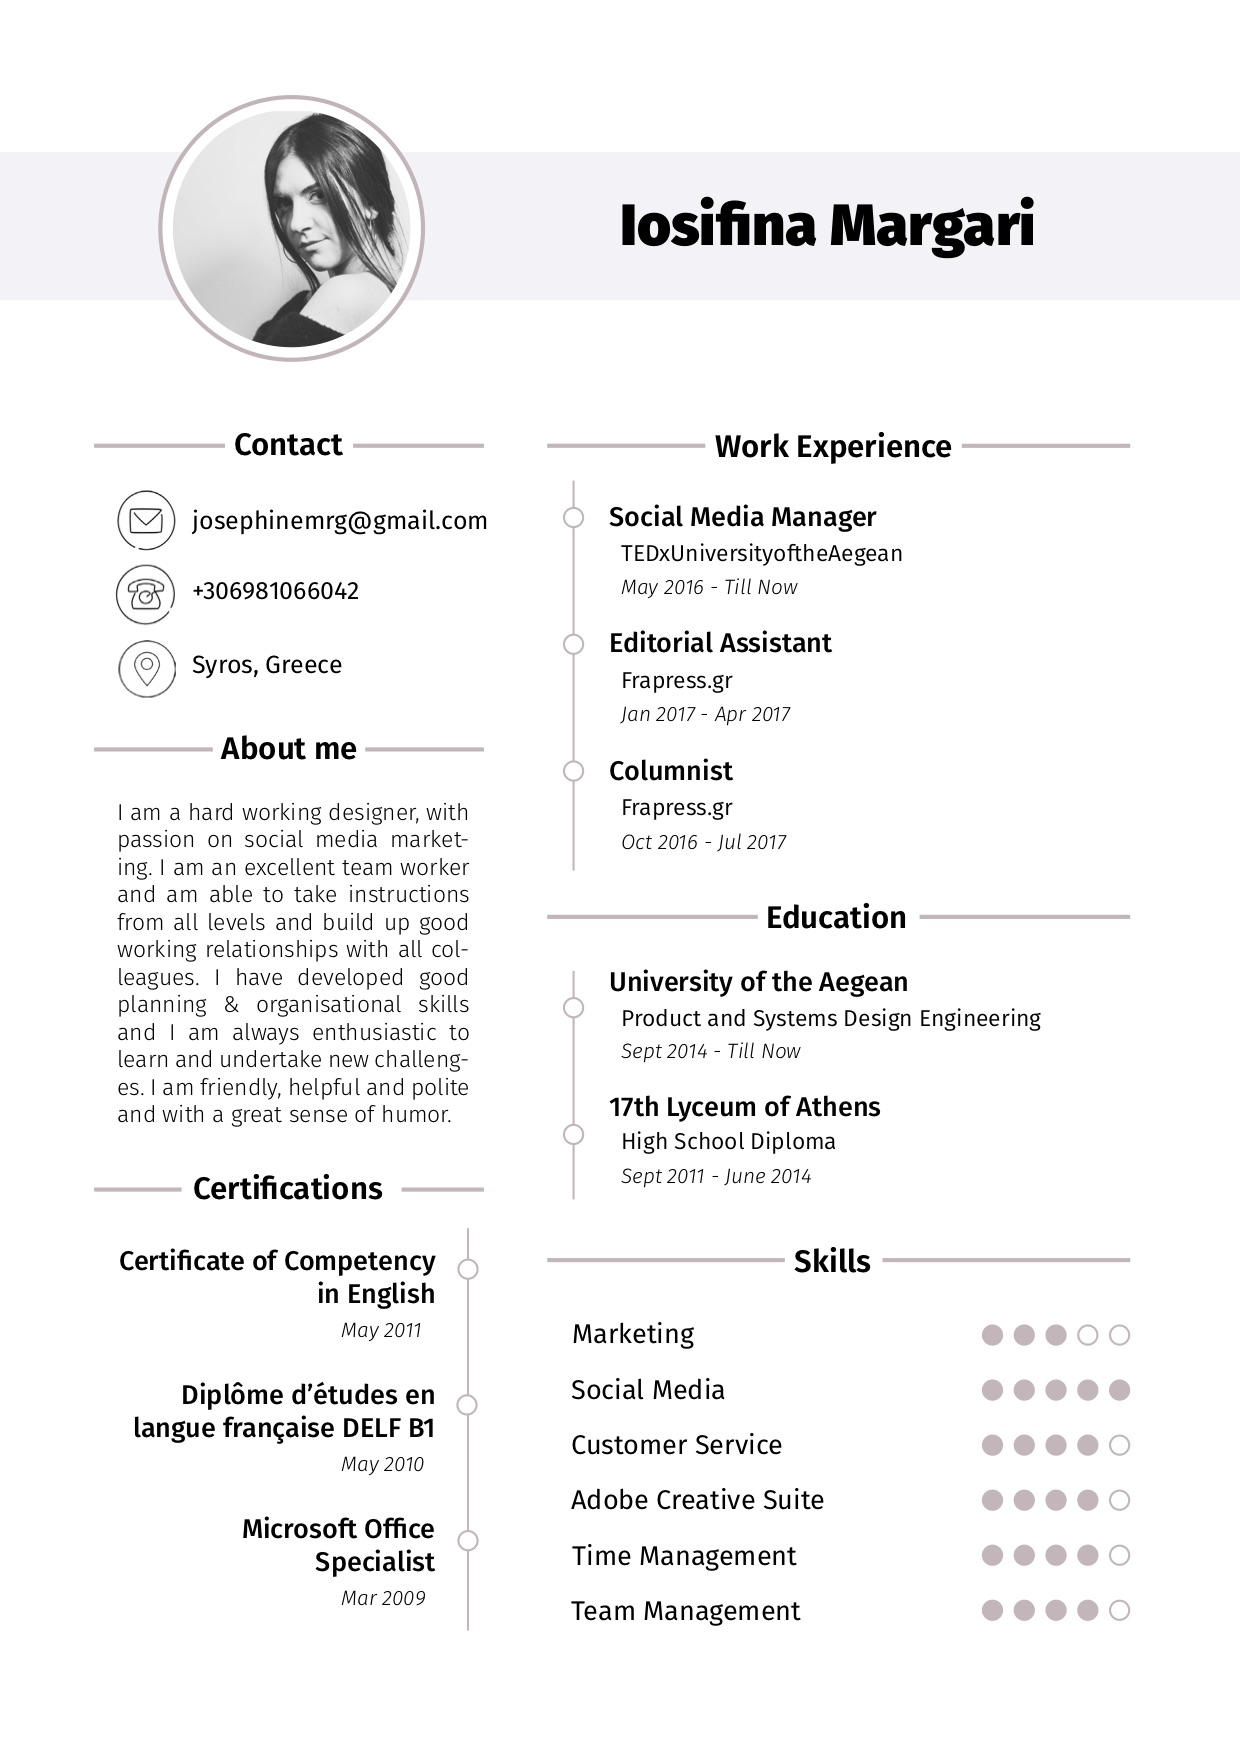 Iosifina Margari
Contact
josephinemrg@gmail.com
+306981066042
Syros, Greece
About me
I am a hard working designer, with
passion on social media market-
ing. I am an excellent team worker
and am able to take instructions
from all levels and build up good
working relationships with all col-
leagues. I have developed good
planning & organisational skills
and I am always enthusiastic to
learn and undertake new challeng-
es. I am friendly, helpful and polite
and with a great sense of humor.
Certifications
Certificate of Competency
in English
May 2011
Diplôme d’études en
langue française DELF B1
May 2010
Microsoft Office
Specialist
Mar 2009
Work Experience
Social Media Manager
TEDxUniversityoftheAegean
May 2016 - Till Now
Editorial Assistant
Frapress.gr
Jan 2017 - Apr 2017
Columnist
Frapress.gr
Oct 2016 - Jul 2017
Education
University of the Aegean
Product and Systems Design Engineering
Sept 2014 - Till Now
17th Lyceum of Athens
High School Diploma
Sept 2011 - June 2014
Skills
Marketing
Social Media
Customer Service
Adobe Creative Suite
Time Management
Team Management